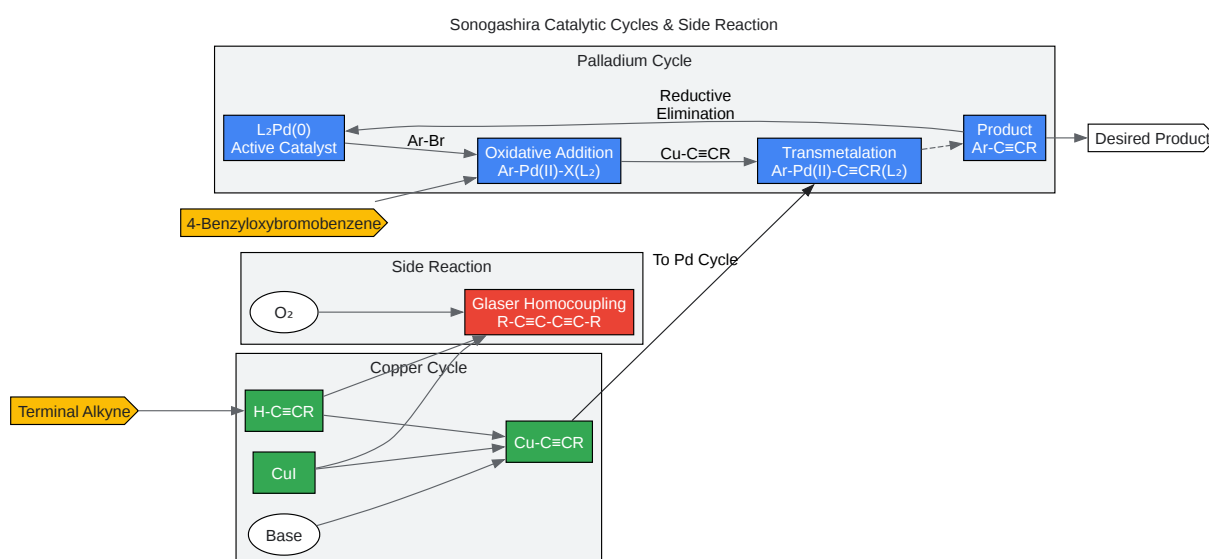 Sonogashira Catalytic Cycles & Side Reaction
Palladium Cycle
Reductive
Elimination
L₂Pd(0)
Active Catalyst
Ar-Br
Oxidative Addition
Ar-Pd(II)-X(L₂)
Cu-C≡CR
Transmetalation
Ar-Pd(II)-C≡CR(L₂)
Product
Ar-C≡CR
Desired Product
4-Benzyloxybromobenzene
Side Reaction
To Pd Cycle
O₂
Glaser Homocoupling
R-C≡C-C≡C-R
Copper Cycle
Terminal Alkyne
H-C≡CR
Cu-C≡CR
CuI
Base